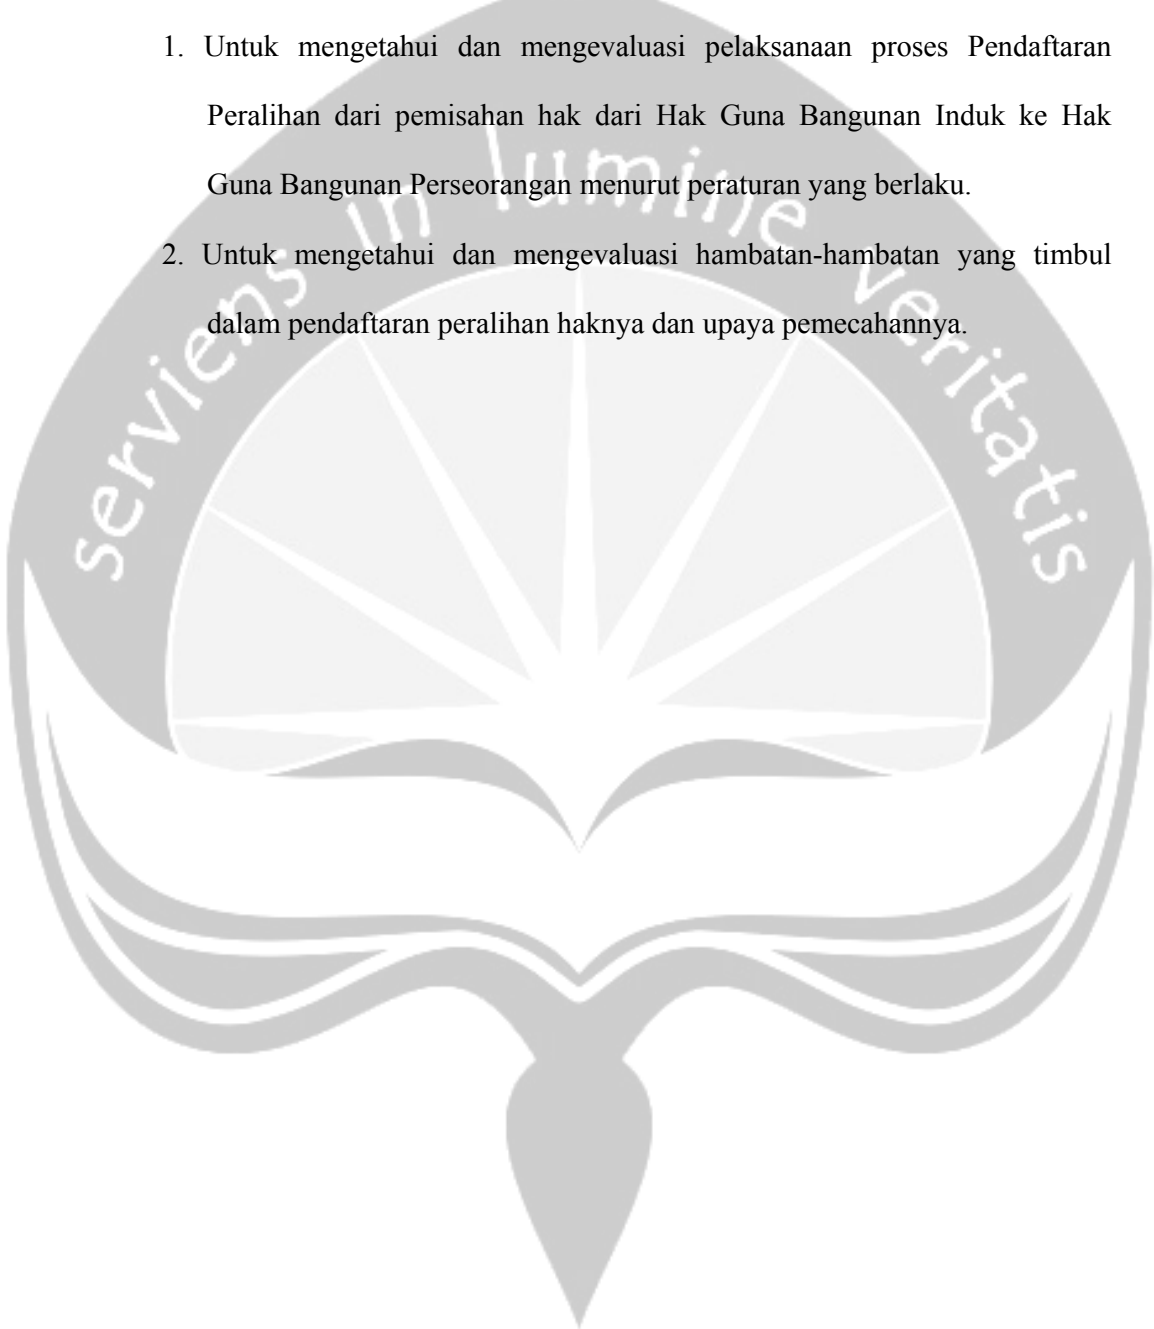 1. Untuk mengetahui dan mengevaluasi pelaksanaan proses Pendaftaran
Peralihan dari pemisahan hak dari Hak Guna Bangunan Induk ke Hak
Guna Bangunan Perseorangan menurut peraturan yang berlaku.
2. Untuk mengetahui dan mengevaluasi hambatan-hambatan yang timbul
dalam pendaftaran peralihan haknya dan upaya pemecahannya.
serviens in lumine veritatis